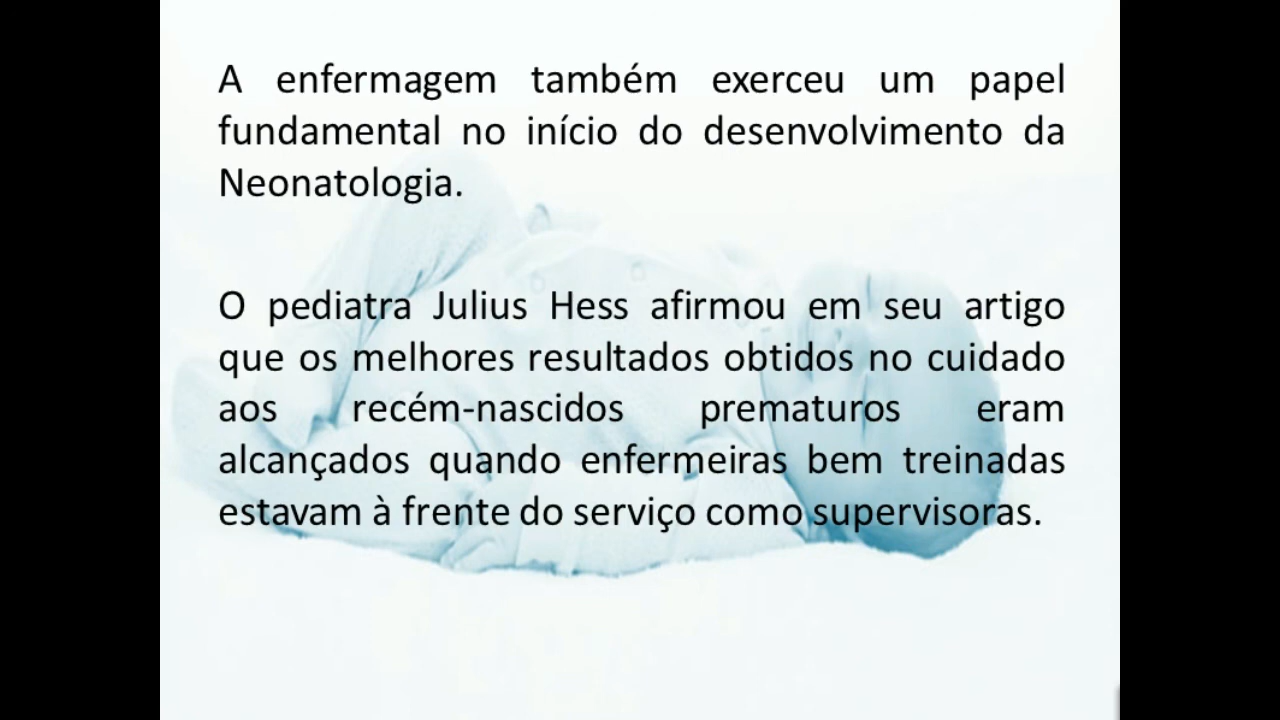 A enfermagem também exerceu um papel
fundamental no início do desenvolvimento da
Neonatologia.
O pediatra Julius Hess afirmou em seu artigo
que os melhores resultados obtidos no cuidado
aos recém-nascidos prematuros eram
alcançados quando enfermeiras bem treinadas
estavam à frente do serviço como supervisoras.